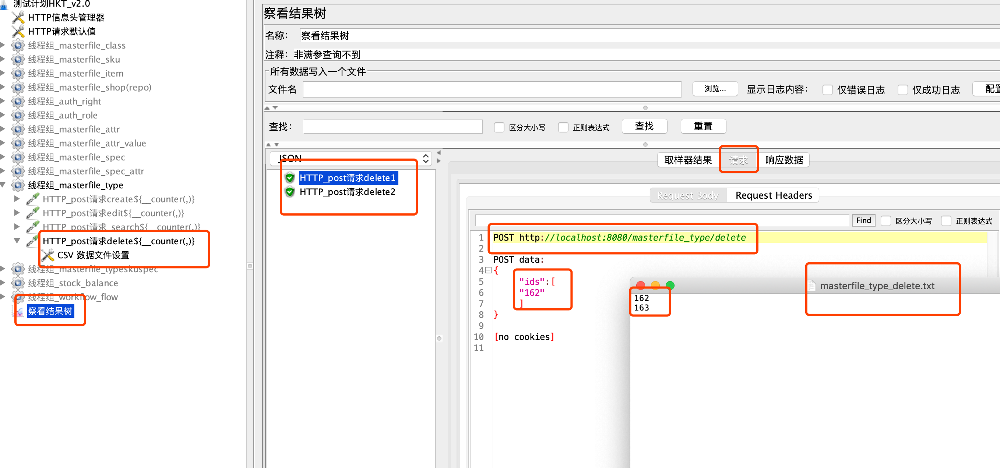 测试计划HKT_v2.0
HTTP信息头管理器
HTTP请求默认值
线程组_masterfile_class
线程组_masterfile_sku
线程组_masterfile_item
线程组_masterfile_shop(repo)
线程组_auth_right
线程组_auth_role
线程组_masterfile_attr
线程组_masterfile_attr_value
线程组_masterfile_spec
线程组_masterfile_spec_attr
线程组_masterfile_type
HTTP_post请求create${__counter(,)}
HTTP_post请求edit${__counter(,)}
HTTP_post请求_search${__counter(,)}
HTTP_post请求delete${__counter(,)}
CSV 数据文件设置
线程组_masterfile_typeskuspec
线程组_stock_balance
线程组_workflow_flow
察看结果树
察看结果树
名称： 察看结果树
注释： 非满参查询不到
所有数据写入一个文件
文件名 浏览... 显示日志内容： 仅错误日志 仅成功日志 配置
查找： 区分大小写 正则表达式 查找 重置
JSON
HTTP_post请求delete1
HTTP_post请求delete2
取样器结果 请求 响应数据
Request Body Request Headers
Find 区分大小写 正则表达式
1 POST http://localhost:8080/masterfile_type/delete
2
3 POST data:
4 {
5 "ids":[
6 "162"
7 ]
8 }
9
10 [no cookies]
11
masterfile_type_delete.txt
162
163